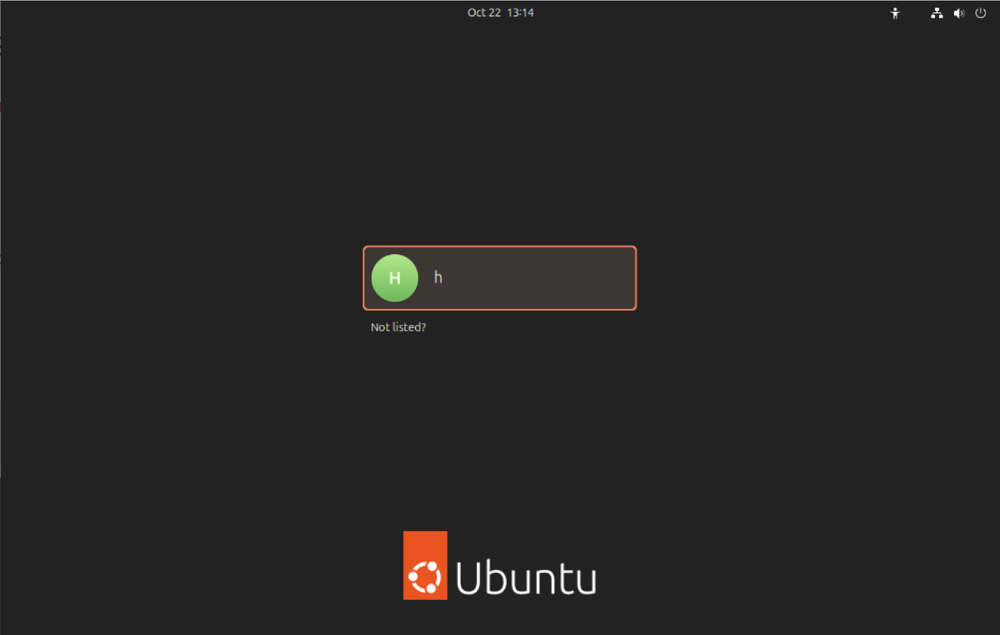 Oct 22 13:14
H
h
Not listed?
Ubuntu